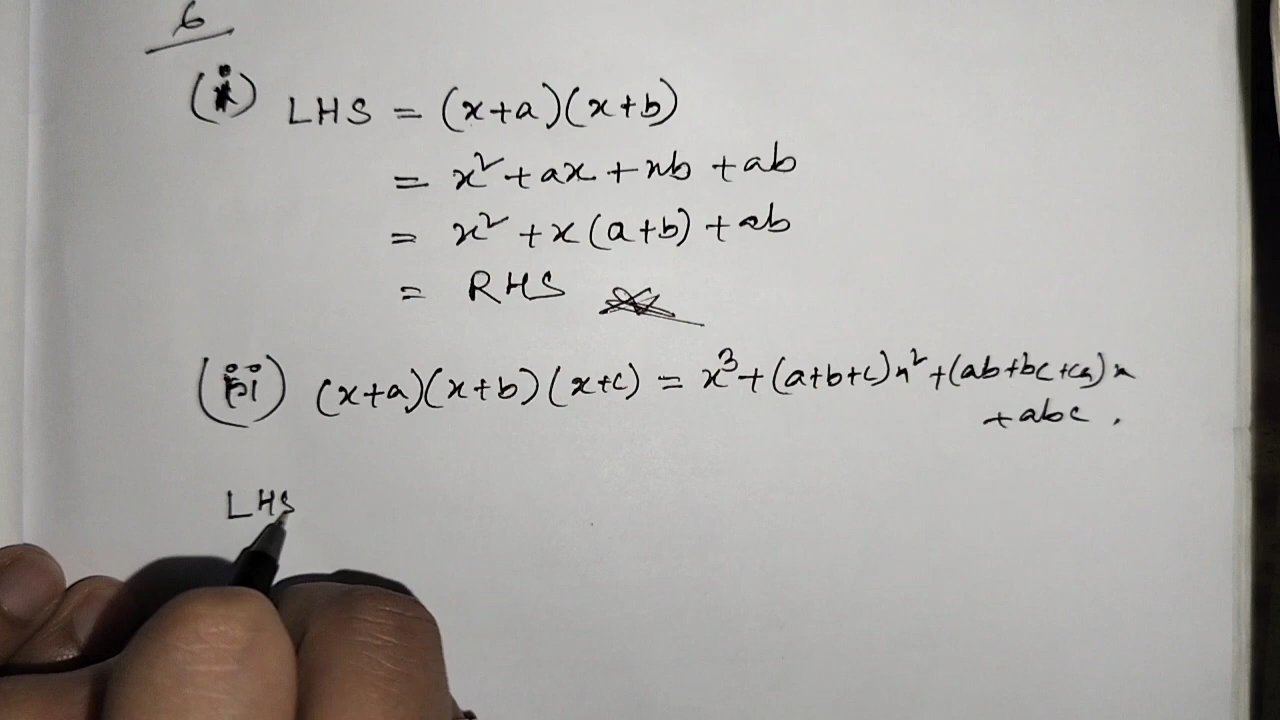 6
(i) LHS = (x+a)(x+b)
= x² + ax + xb + ab
= x² + x(a+b) + ab
= RHS
(ii) (x+a)(x+b)(x+c) = x³+(a+b+c)x²+(ab+bc+ca)x
+abc.
LHS